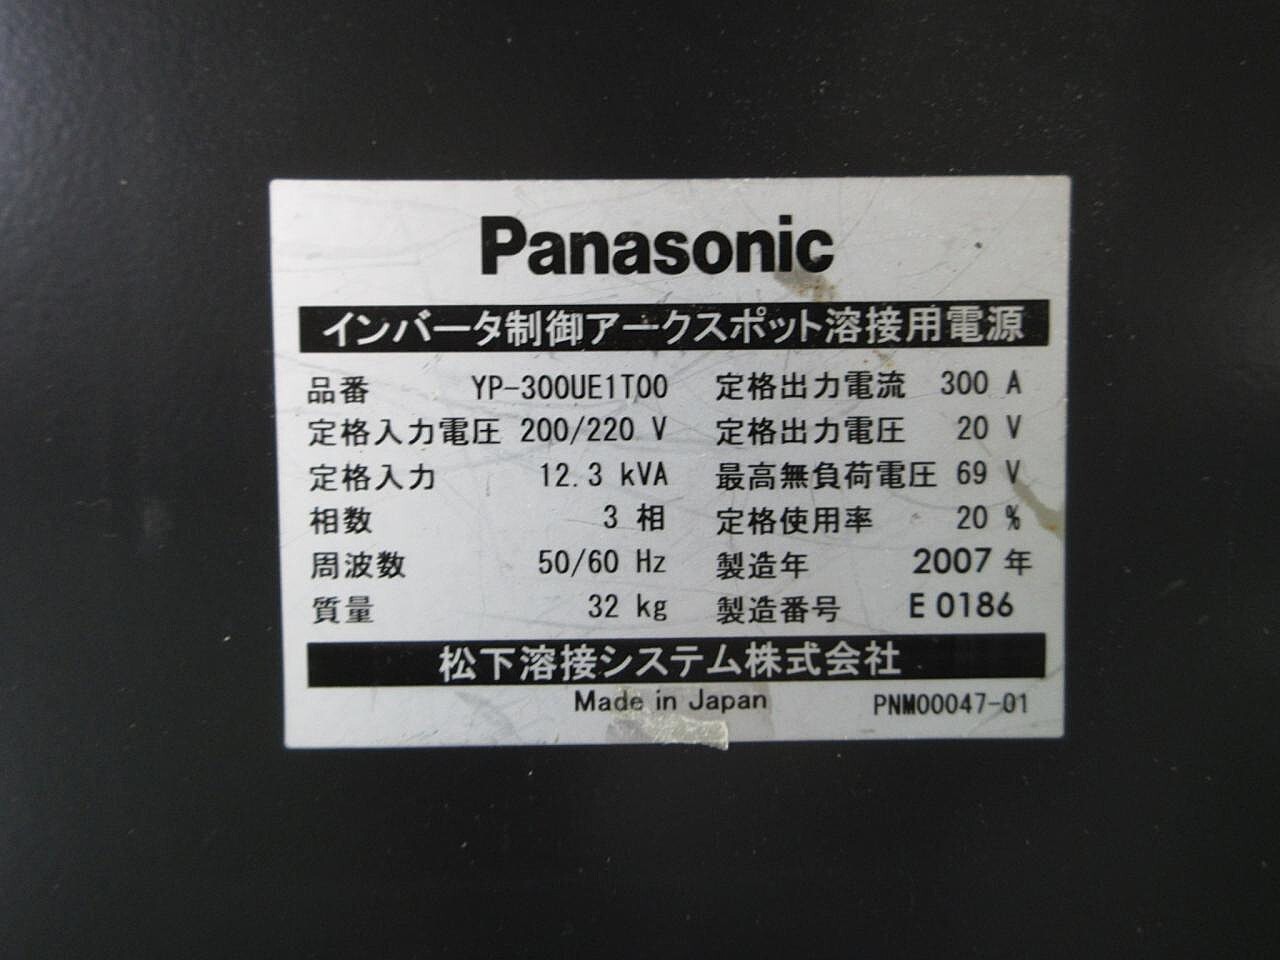 Panasonic
インバータ制御アークスポット溶接用電源
品番 YP-300UE1T00 定格出力電流 300 A
定格入力電圧 200/220 V 定格出力電圧 20 V
定格入力 12.3 kVA 最高無負荷電圧 69 V
相数 3 相 定格使用率 20 %
周波数 50/60 Hz 製造年 2007 年
質量 32 kg 製造番号 E 0186
松下溶接システム株式会社
Made in Japan PNM00047-01